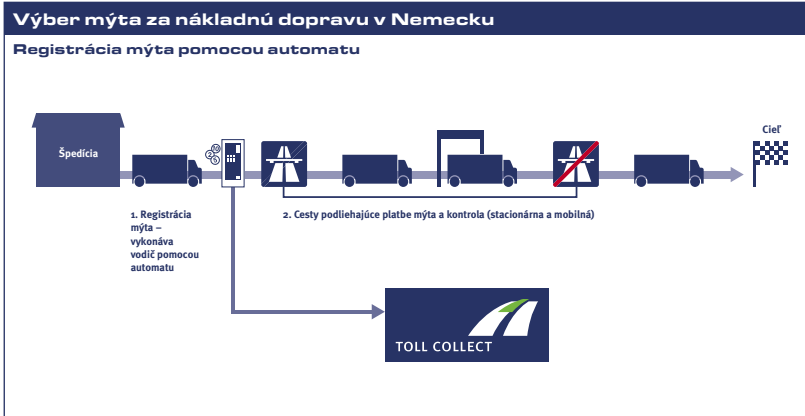 Výber mýta za nákladnú dopravu v Nemecku
Registrácia mýta pomocou automatu
Špedícia
Cieľ
1. Registrácia
mýta –
vykonáva
vodič pomocou
automatu
2. Cesty podliehajúce platbe mýta a kontrola (stacionárna a mobilná)
TOLL COLLECT